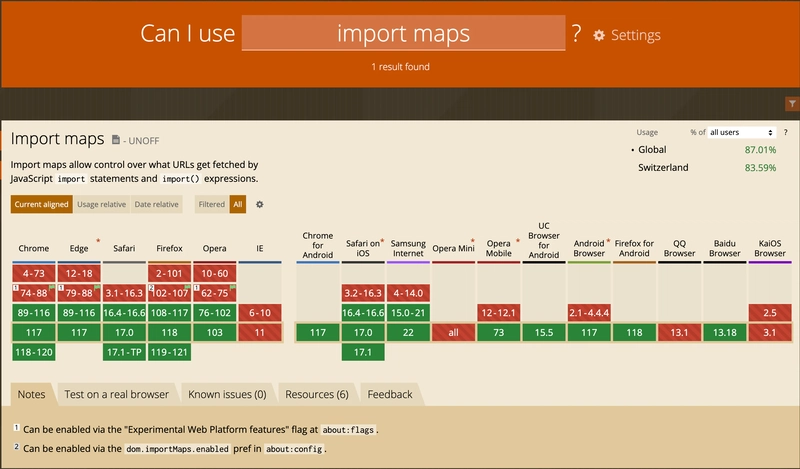 Can I use import maps ? Settings
1 result found
Import maps - UNOFF
Usage % of all users ?
Global 87.01%
Switzerland 83.59%
Import maps allow control over what URLs get fetched by
JavaScript import statements and import() expressions.
Current aligned Usage relative Date relative Filtered All
Chrome Edge * Safari Firefox Opera IE Chrome for Android Safari on iOS * Samsung Internet Opera Mini * Opera Mobile * UC Browser for Android Android Browser * Firefox for Android QQ Browser Baidu Browser KaiOS Browser
4-73 12-18 2-101 10-60
1 74-88 1 79-88 3.1-16.3 2 102-107 1 62-75 3.2-16.3 4-14.0
89-116 89-116 16.4-16.6 108-117 76-102 6-10 16.4-16.6 15.0-21 12-12.1 2.1-4.4.4 2.5
117 117 17.0 118 103 11 117 17.0 22 all 73 15.5 117 118 13.1 13.18 3.1
118-120 17.1-TP 119-121 17.1
Notes Test on a real browser Known issues (0) Resources (6) Feedback
1 Can be enabled via the "Experimental Web Platform features" flag at about:flags.
2 Can be enabled via the dom.importMaps.enabled pref in about:config.